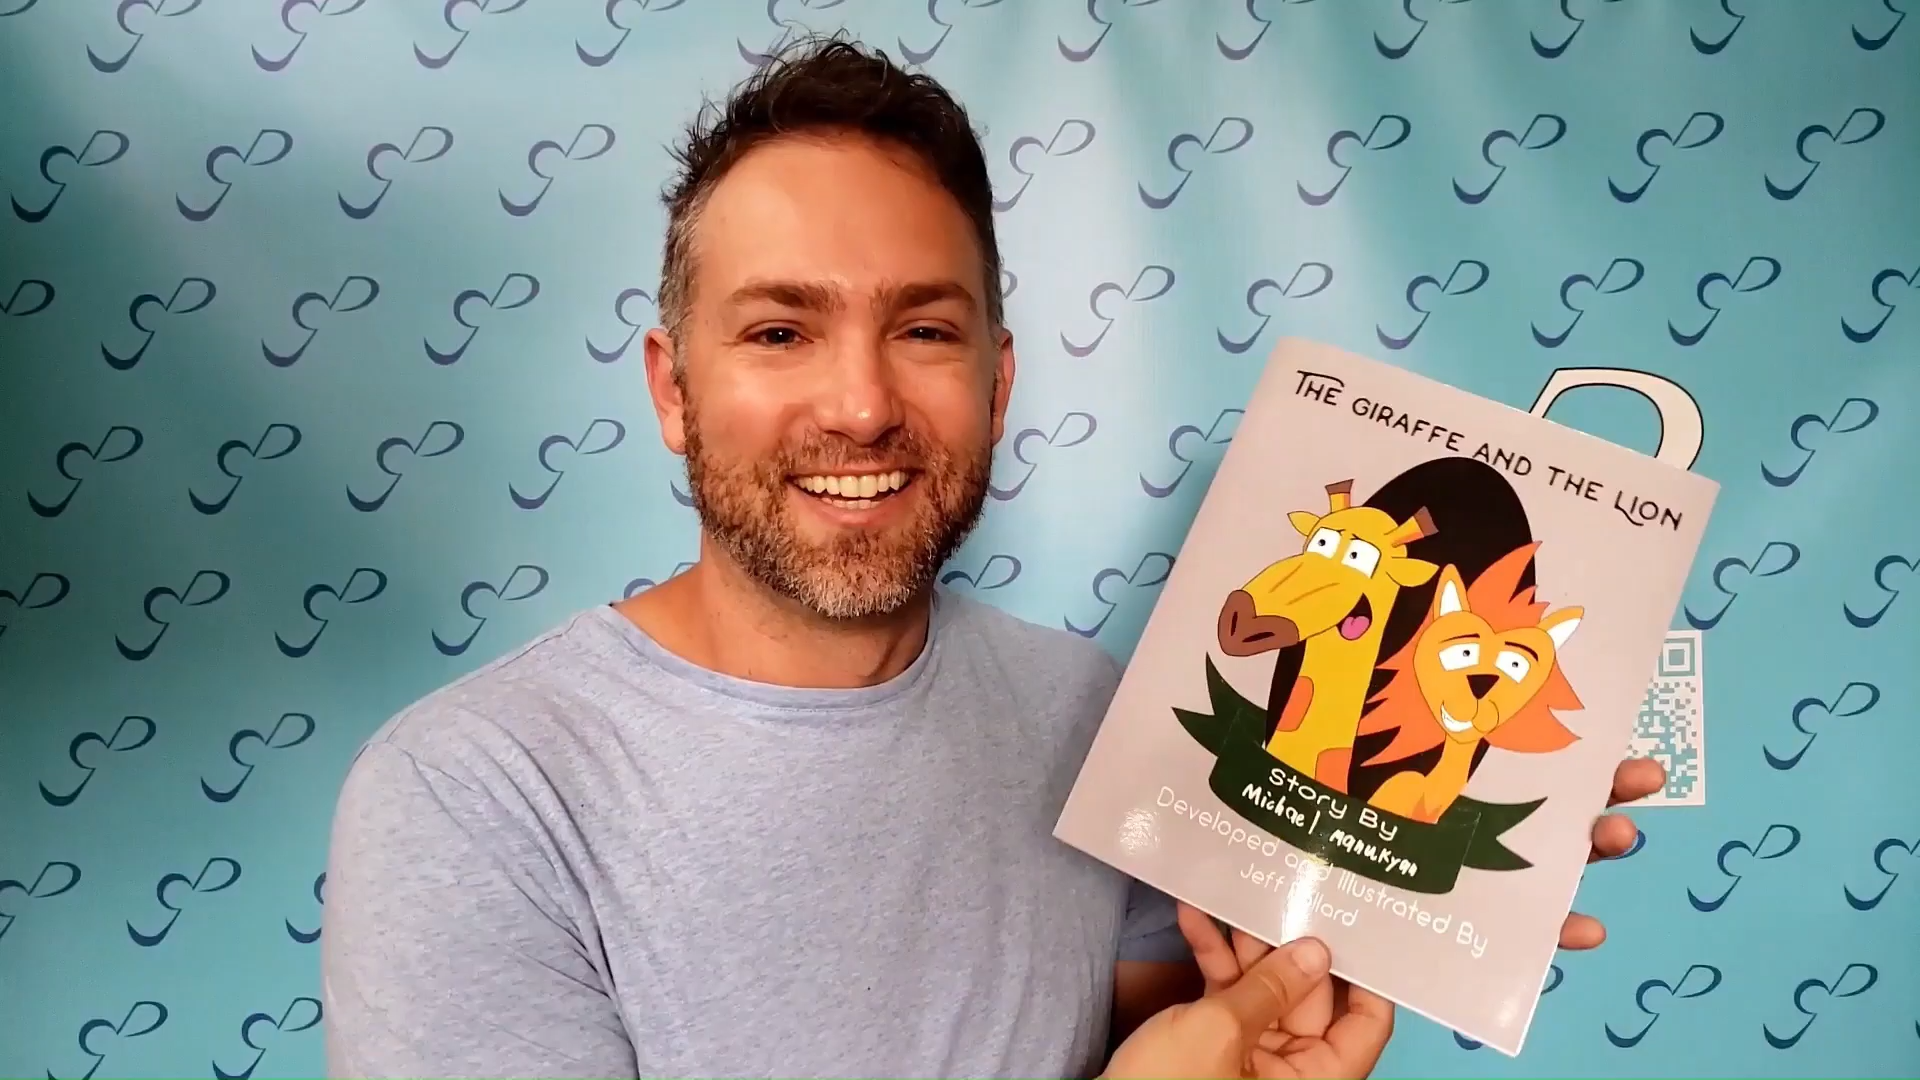 THE GIRAFFE AND THE LION
Story By
Michael Manukyan
Developed and Illustrated By
Jeff